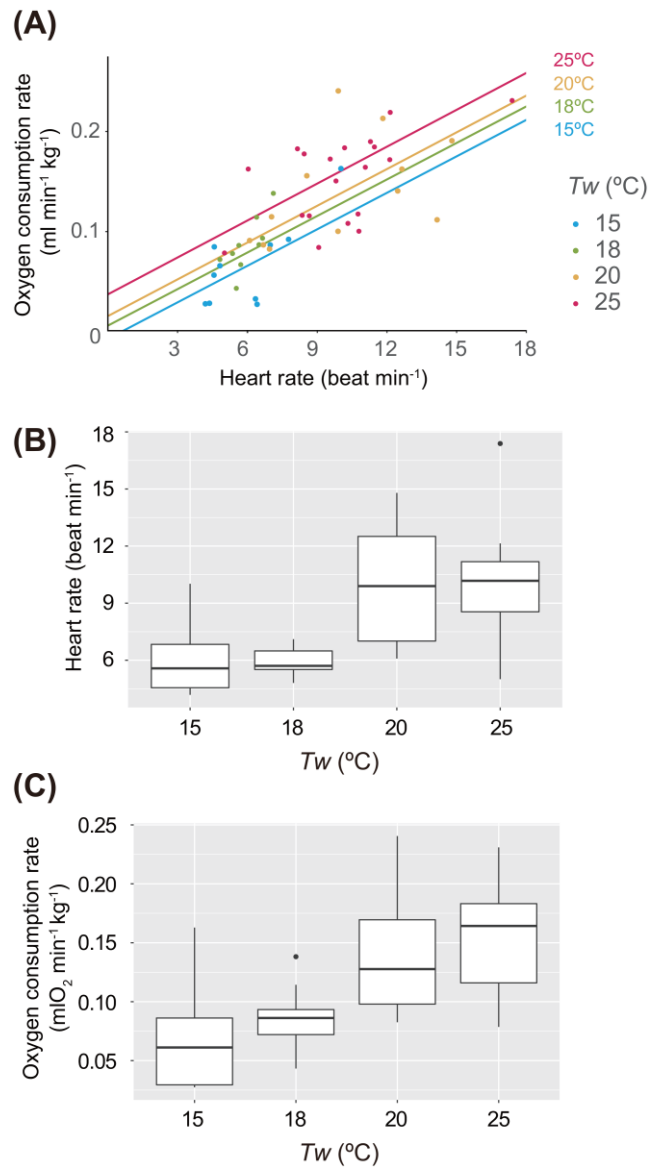 (A)
Oxygen consumption rate
(ml min⁻¹ kg⁻¹)
0.2
0.1
0
3 6 9 12 15 18
Heart rate (beat min⁻¹)
25ºC
20ºC
18ºC
15ºC
Tw (ºC)
15
18
20
25
(B)
Heart rate (beat min⁻¹)
18
15
12
9
6
15 18 20 25
Tw (ºC)
(C)
Oxygen consumption rate
(mlO₂ min⁻¹ kg⁻¹)
0.25
0.20
0.15
0.10
0.05
15 18 20 25
Tw (ºC)